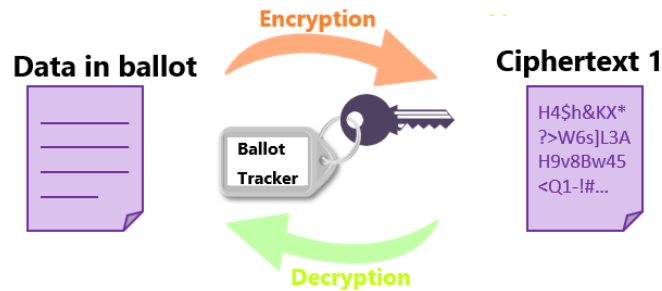 Encryption
Data in ballot
Ciphertext 1
H4$h&KX*
?>W6s]L3A
H9v8Bw45
<Q1-!#...
Ballot
Tracker
Decryption